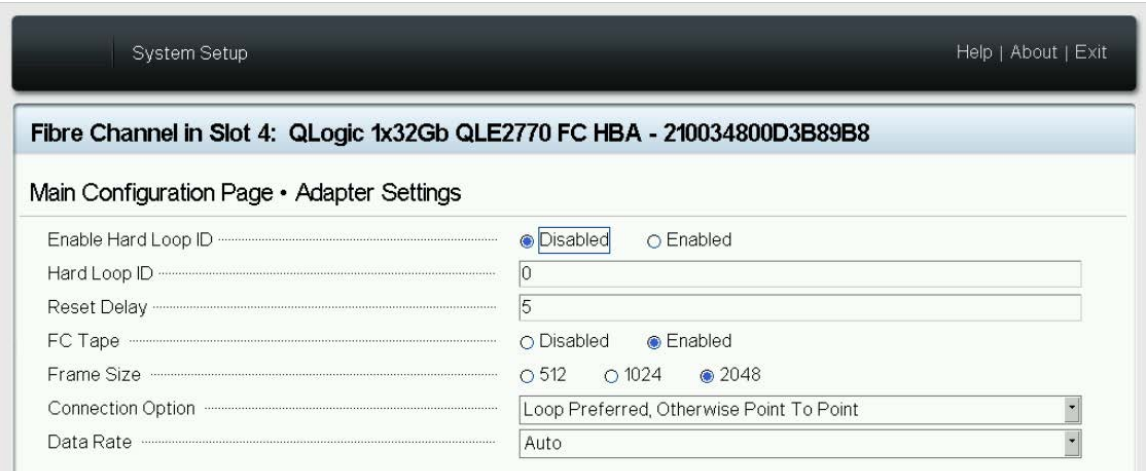 System Setup
Help | About | Exit
Fibre Channel in Slot 4: QLogic 1x32Gb QLE2770 FC HBA - 210034800D3B89B8
Main Configuration Page • Adapter Settings
Enable Hard Loop ID Disabled Enabled
Hard Loop ID 0
Reset Delay 5
FC Tape Disabled Enabled
Frame Size 512 1024 2048
Connection Option Loop Preferred, Otherwise Point To Point
Data Rate Auto